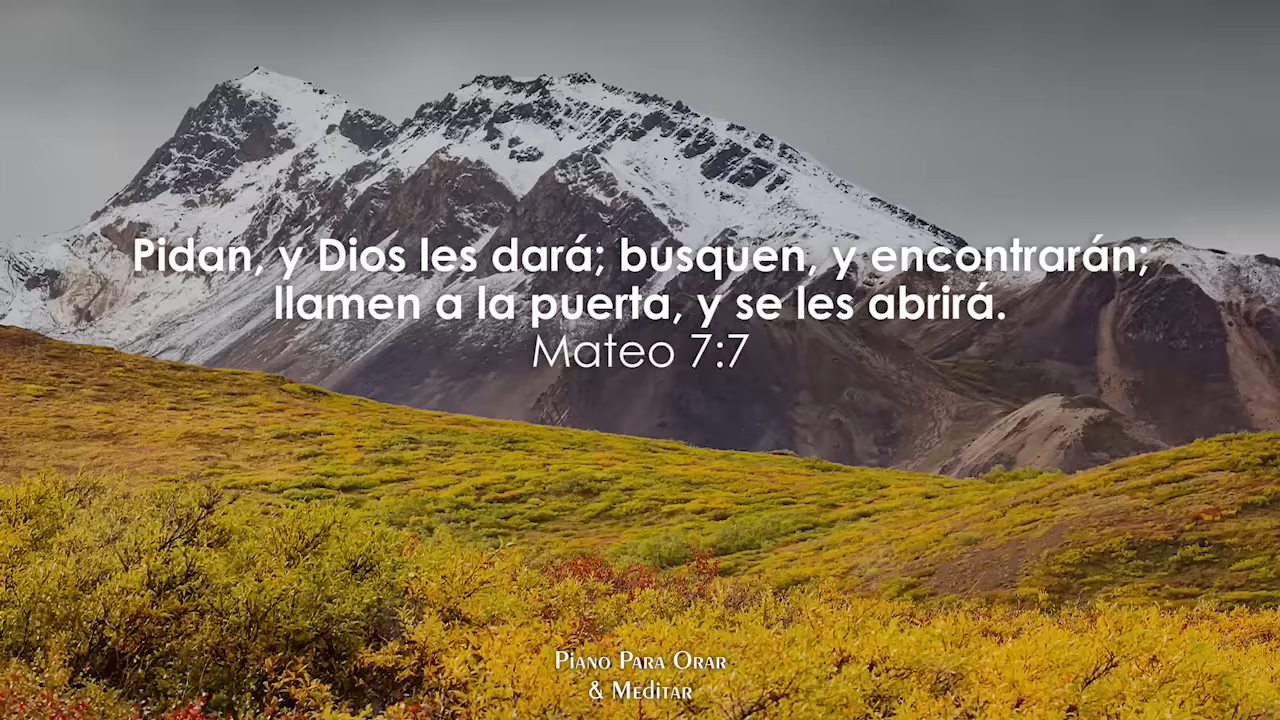 Pidan, y Dios les dará; busquen, y encontrarán;
llamen a la puerta, y se les abrirá.
Mateo 7:7
Piano Para Orar
& Meditar